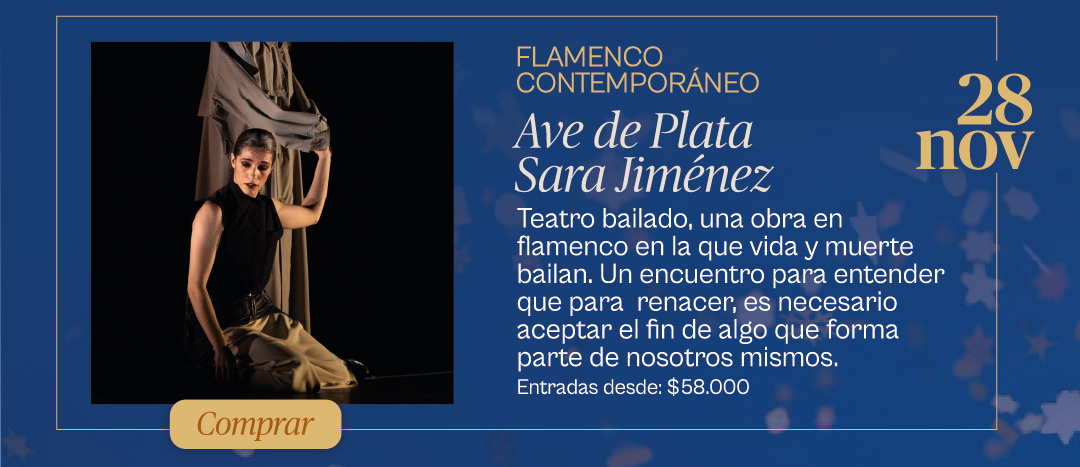 FLAMENCO
CONTEMPORÁNEO
Ave de Plata
Sara Jiménez
Teatro bailado, una obra en
flamenco en la que vida y muerte
bailan. Un encuentro para entender
que para  renacer, es necesario
aceptar el fin de algo que forma
parte de nosotros mismos.
Entradas desde: $58.000
28
nov
Comprar